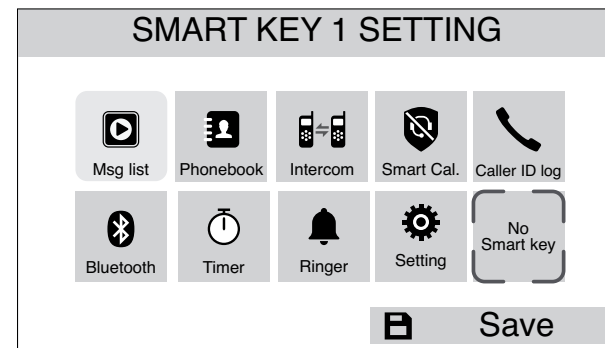 SMART KEY 1 SETTING
Msg list
Phonebook
Intercom
Smart Cal.
Caller ID log
Bluetooth
Timer
Ringer
Setting
No
Smart key
Save